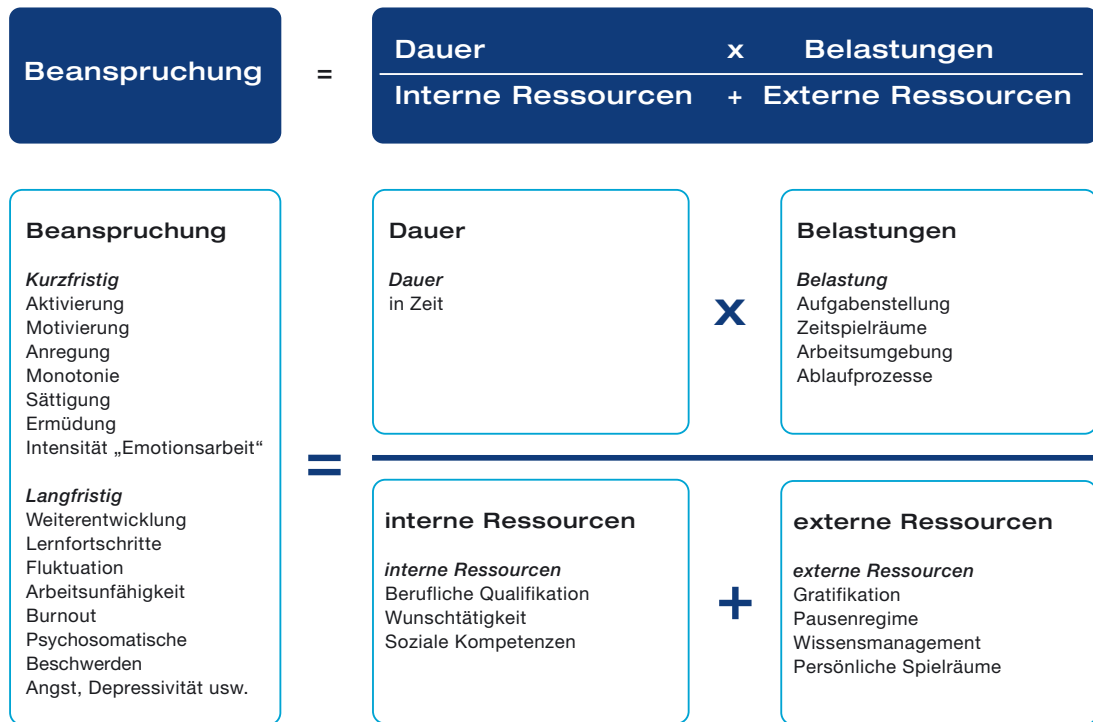 Beanspruchung
=
Dauer x Belastungen
Interne Ressourcen + Externe Ressourcen
Beanspruchung
Kurzfristig
Aktivierung
Motivierung
Anregung
Monotonie
Sättigung
Ermüdung
Intensität „Emotionsarbeit“
Langfristig
Weiterentwicklung
Lernfortschritte
Fluktuation
Arbeitsunfähigkeit
Burnout
Psychosomatische
Beschwerden
Angst, Depressivität usw.
=
Dauer
Dauer
in Zeit
x
Belastungen
Belastung
Aufgabenstellung
Zeitspielräume
Arbeitsumgebung
Ablaufprozesse
interne Ressourcen
interne Ressourcen
Berufliche Qualifikation
Wunschtätigkeit
Soziale Kompetenzen
+
externe Ressourcen
externe Ressourcen
Gratifikation
Pausenregime
Wissensmanagement
Persönliche Spielräume